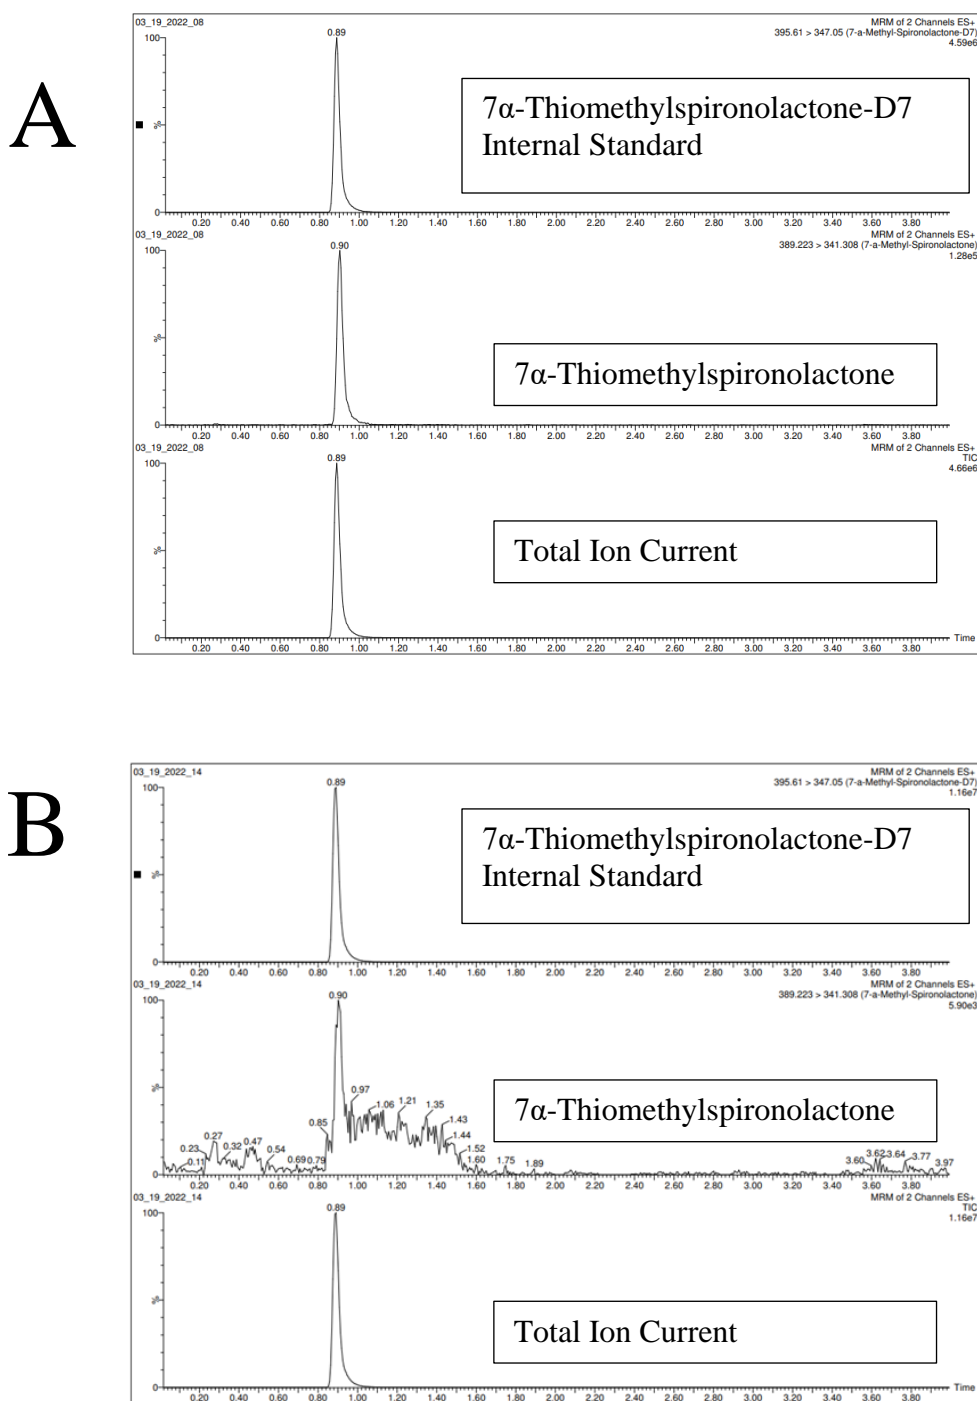 A
03_19_2022_08
MRM of 2 Channels ES+
395.61 > 347.05 (7-a-Methyl-Spironolactone-D7)
4.59e6
0.89
100
%
0
7α-Thiomethylspironolactone-D7
Internal Standard
0.20 0.40 0.60 0.80 1.00 1.20 1.40 1.60 1.80 2.00 2.20 2.40 2.60 2.80 3.00 3.20 3.40 3.60 3.80
03_19_2022_08
MRM of 2 Channels ES+
389.223 > 341.308 (7-a-Methyl-Spironolactone)
1.28e5
0.90
100
%
0
7α-Thiomethylspironolactone
0.20 0.40 0.60 0.80 1.00 1.20 1.40 1.60 1.80 2.00 2.20 2.40 2.60 2.80 3.00 3.20 3.40 3.60 3.80
03_19_2022_08
MRM of 2 Channels ES+
TIC
4.66e6
0.89
100
%
0
Total Ion Current
Time
0.20 0.40 0.60 0.80 1.00 1.20 1.40 1.60 1.80 2.00 2.20 2.40 2.60 2.80 3.00 3.20 3.40 3.60 3.80
B
03_19_2022_14
MRM of 2 Channels ES+
395.61 > 347.05 (7-a-Methyl-Spironolactone-D7)
1.16e7
0.89
100
%
0
7α-Thiomethylspironolactone-D7
Internal Standard
0.20 0.40 0.60 0.80 1.00 1.20 1.40 1.60 1.80 2.00 2.20 2.40 2.60 2.80 3.00 3.20 3.40 3.60 3.80
03_19_2022_14
MRM of 2 Channels ES+
389.223 > 341.308 (7-a-Methyl-Spironolactone)
5.90e3
0.90
100
%
0
7α-Thiomethylspironolactone
0.11 0.23 0.27 0.32 0.47 0.54 0.69 0.79 0.85 0.97 1.06 1.21 1.35 1.43 1.44 1.52 1.60 1.75 1.89 3.60 3.62 3.64 3.77 3.97
0.20 0.40 0.60 0.80 1.00 1.20 1.40 1.60 1.80 2.00 2.20 2.40 2.60 2.80 3.00 3.20 3.40 3.60 3.80
03_19_2022_14
MRM of 2 Channels ES+
TIC
1.16e7
0.89
100
%
0
Total Ion Current
Time
0.20 0.40 0.60 0.80 1.00 1.20 1.40 1.60 1.80 2.00 2.20 2.40 2.60 2.80 3.00 3.20 3.40 3.60 3.80